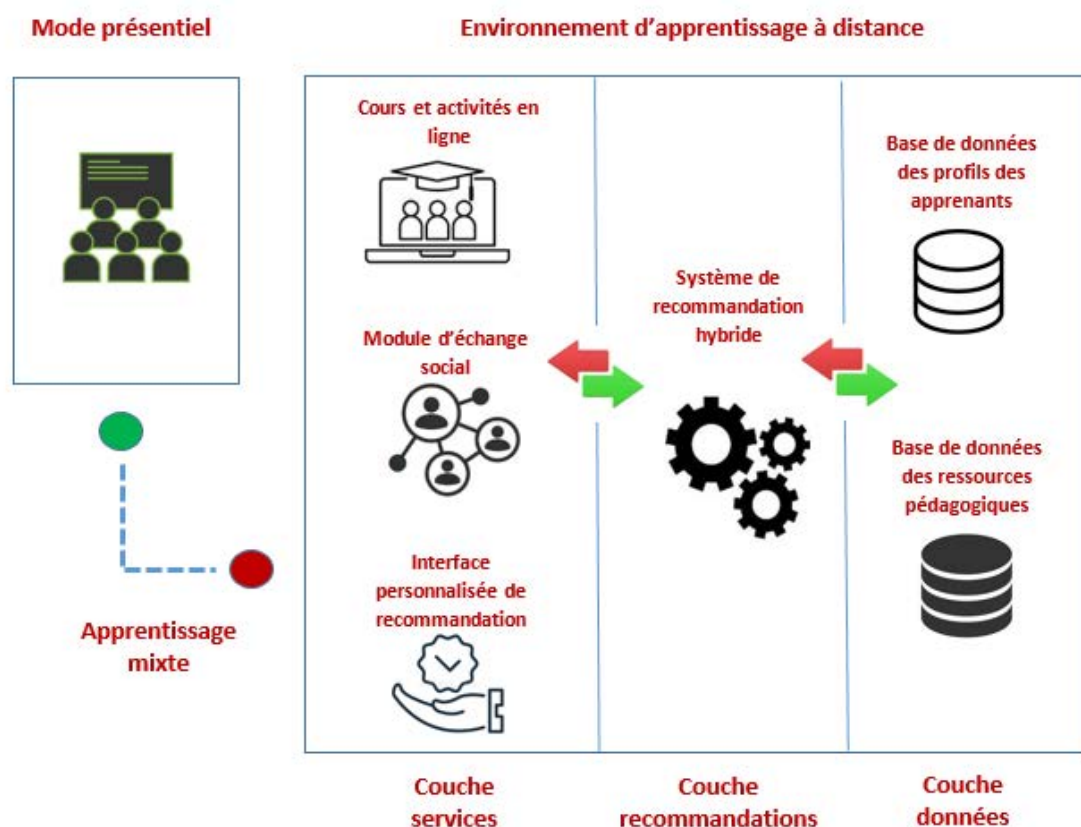 Mode présentiel
Environnement d'apprentissage à distance
Cours et activités en
ligne
Module d'échange
social
Interface
personnalisée de
recommandation
Système de
recommandation
hybride
Base de données
des profils des
apprenants
Base de données
des ressources
pédagogiques
Apprentissage
mixte
Couche
services
Couche
recommandations
Couche
données